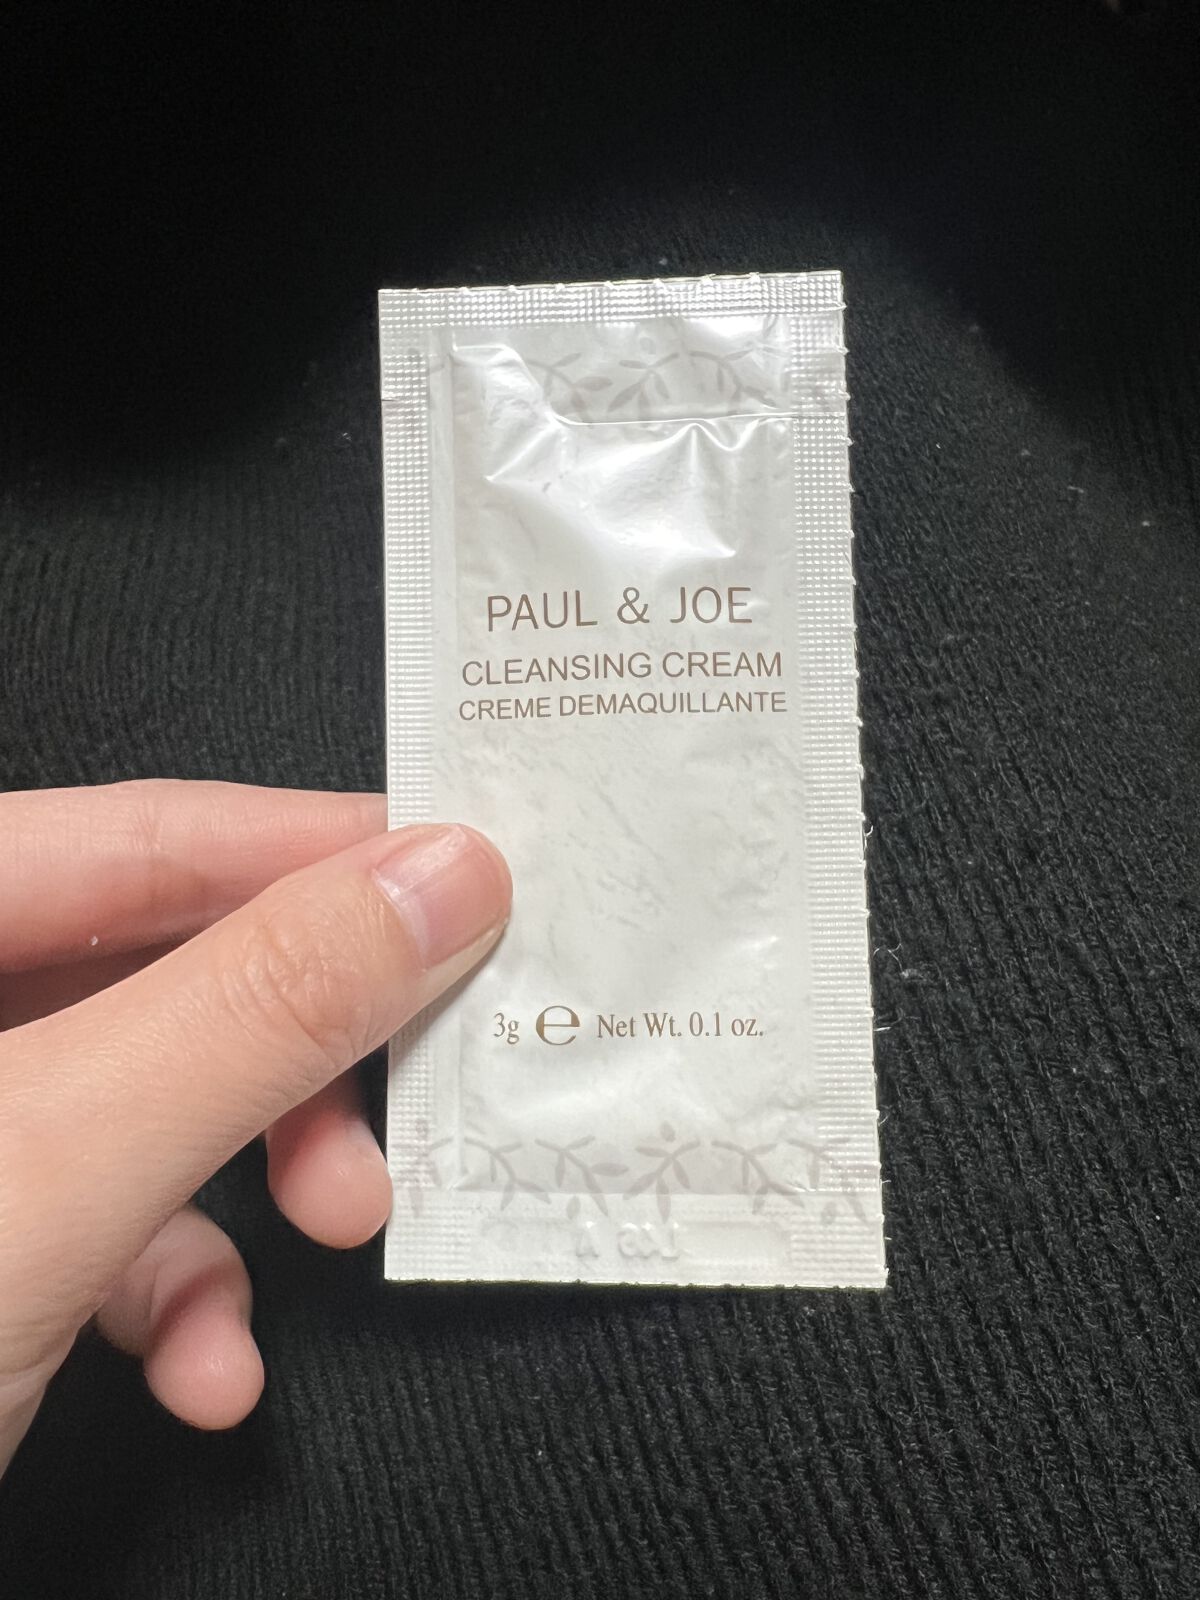 PAUL & JOE
CLEANSING CREAM
CREME DEMAQUILLANTE
3g ℮ Net Wt. 0.1 oz.